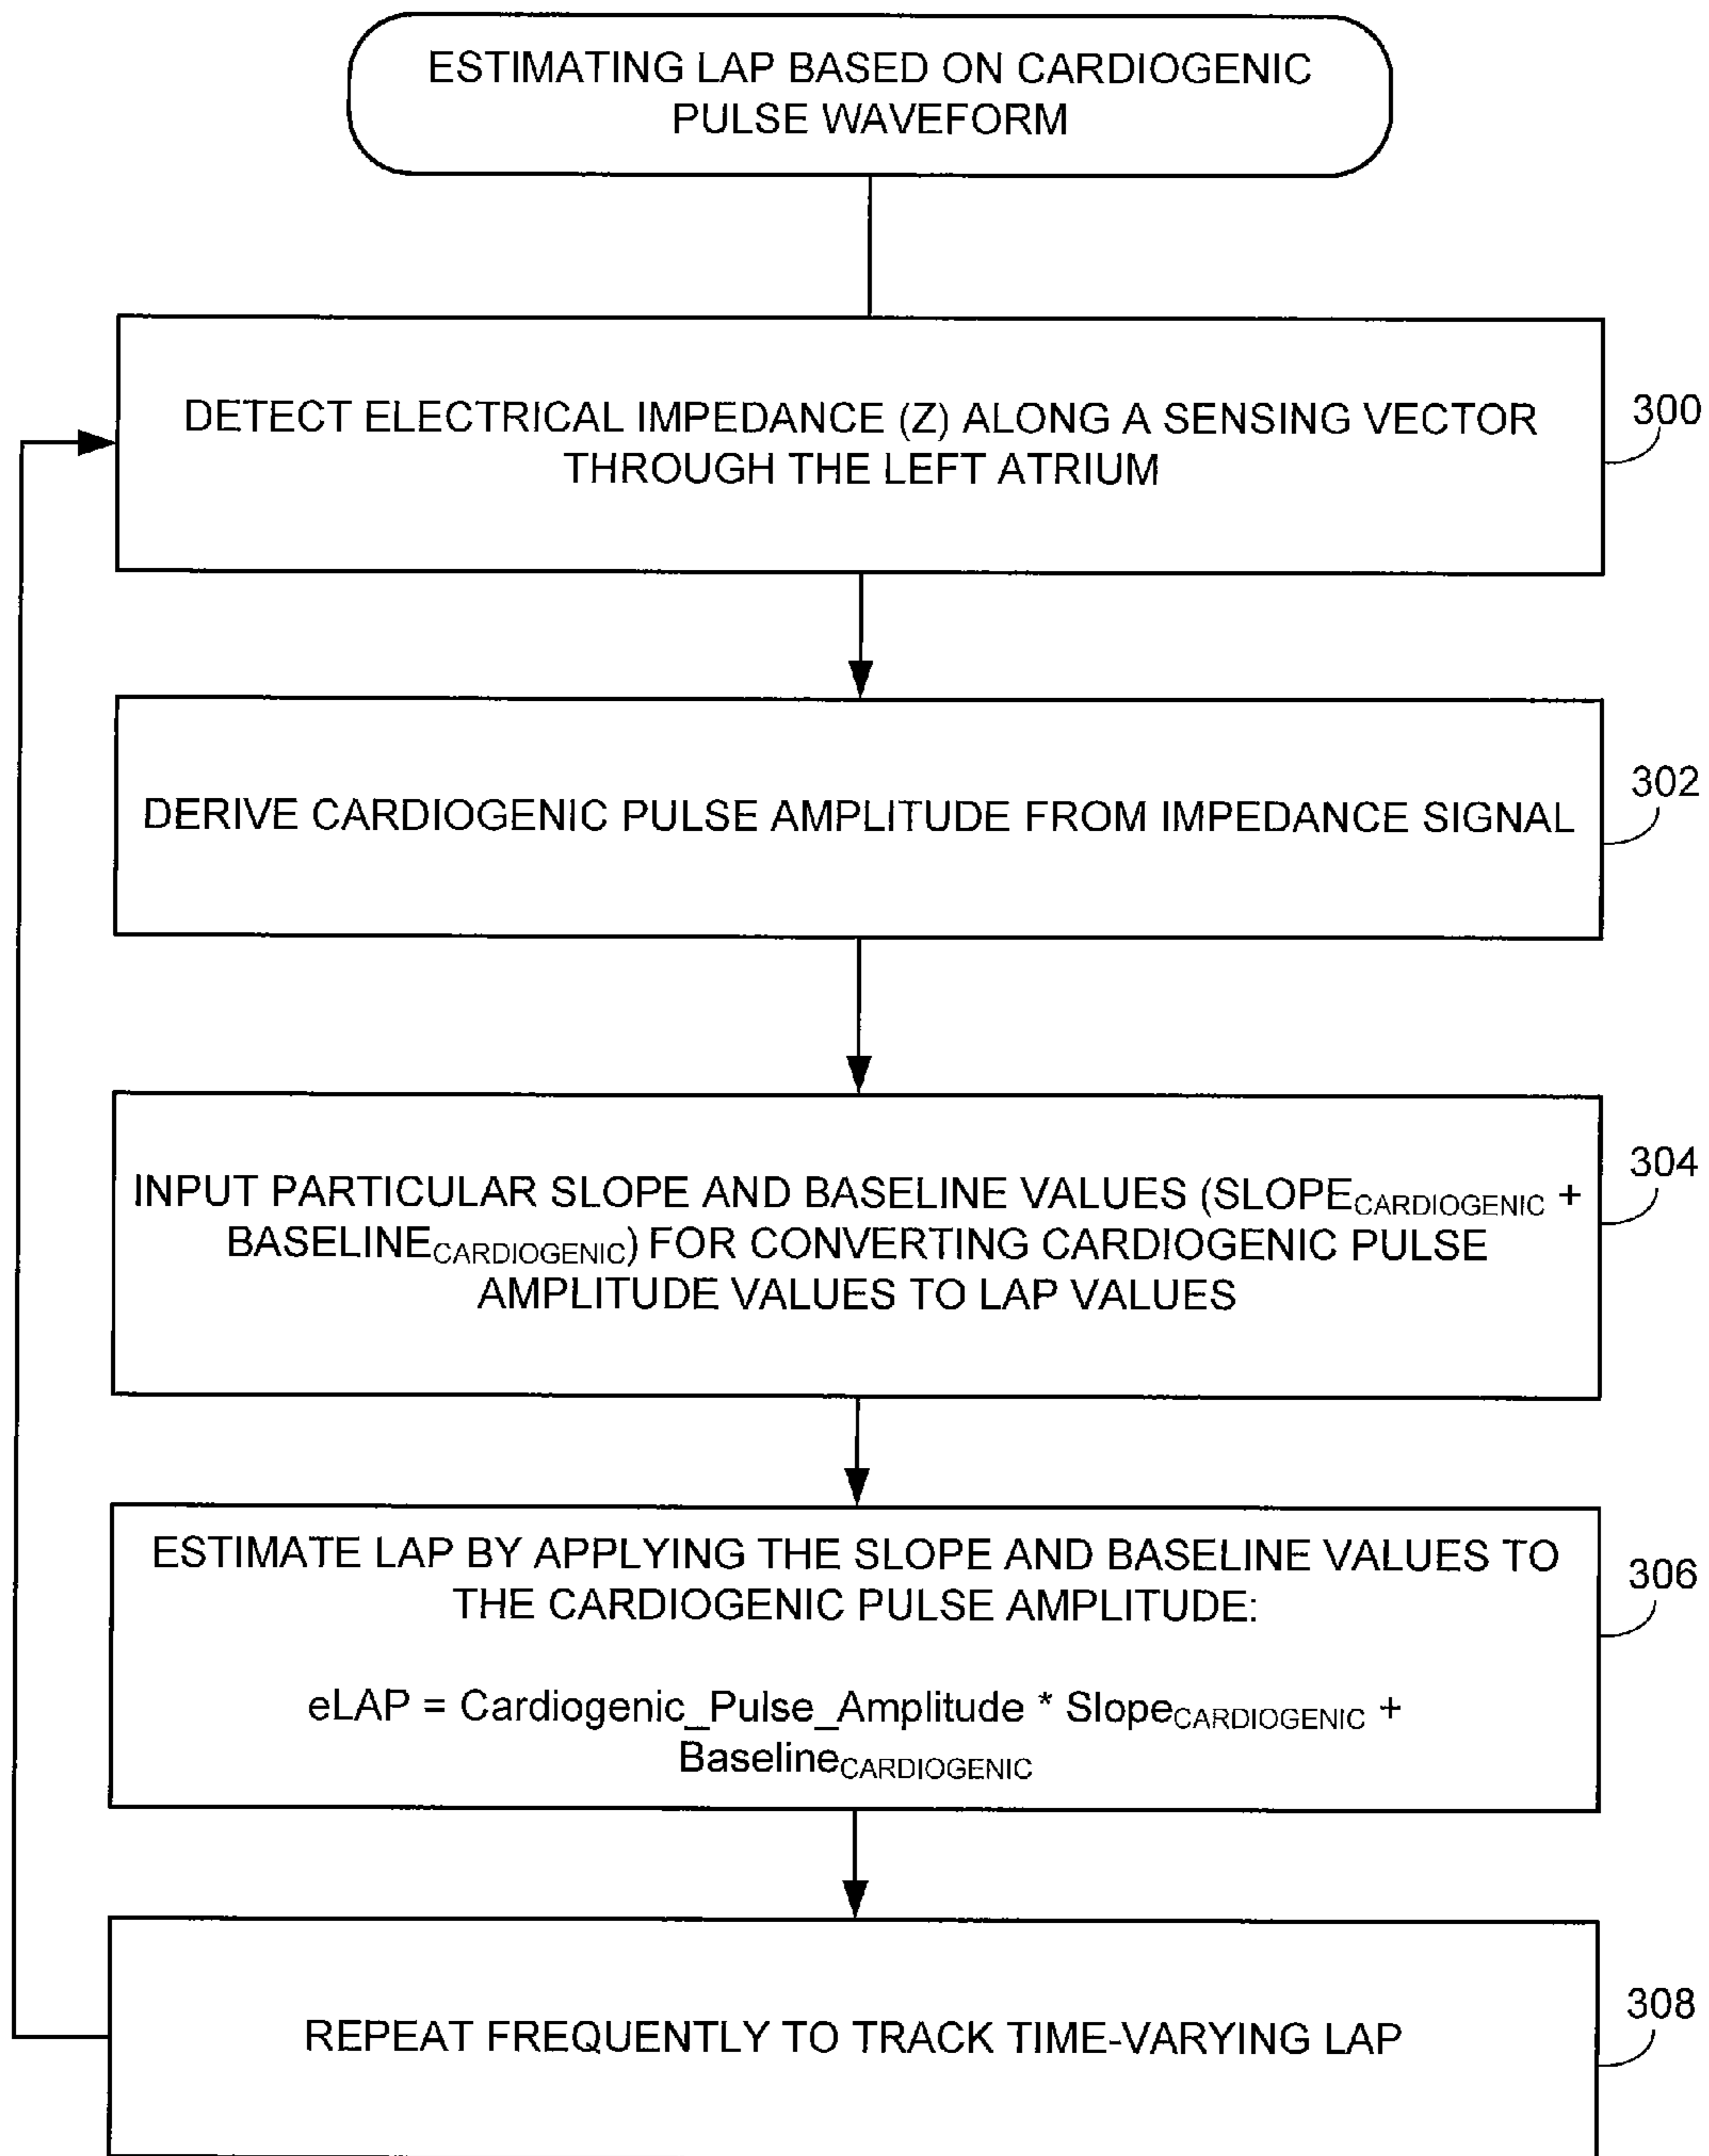 ESTIMATING LAP BASED ON CARDIOGENIC
PULSE WAVEFORM
DETECT ELECTRICAL IMPEDANCE (Z) ALONG A SENSING VECTOR
THROUGH THE LEFT ATRIUM
300
DERIVE CARDIOGENIC PULSE AMPLITUDE FROM IMPEDANCE SIGNAL
302
INPUT PARTICULAR SLOPE AND BASELINE VALUES (SLOPECARDIOGENIC +
BASELINECARDIOGENIC) FOR CONVERTING CARDIOGENIC PULSE
AMPLITUDE VALUES TO LAP VALUES
304
ESTIMATE LAP BY APPLYING THE SLOPE AND BASELINE VALUES TO
THE CARDIOGENIC PULSE AMPLITUDE:
eLAP = Cardiogenic_Pulse_Amplitude * SlopeCARDIOGENIC +
BaselineCARDIOGENIC
306
REPEAT FREQUENTLY TO TRACK TIME-VARYING LAP
308